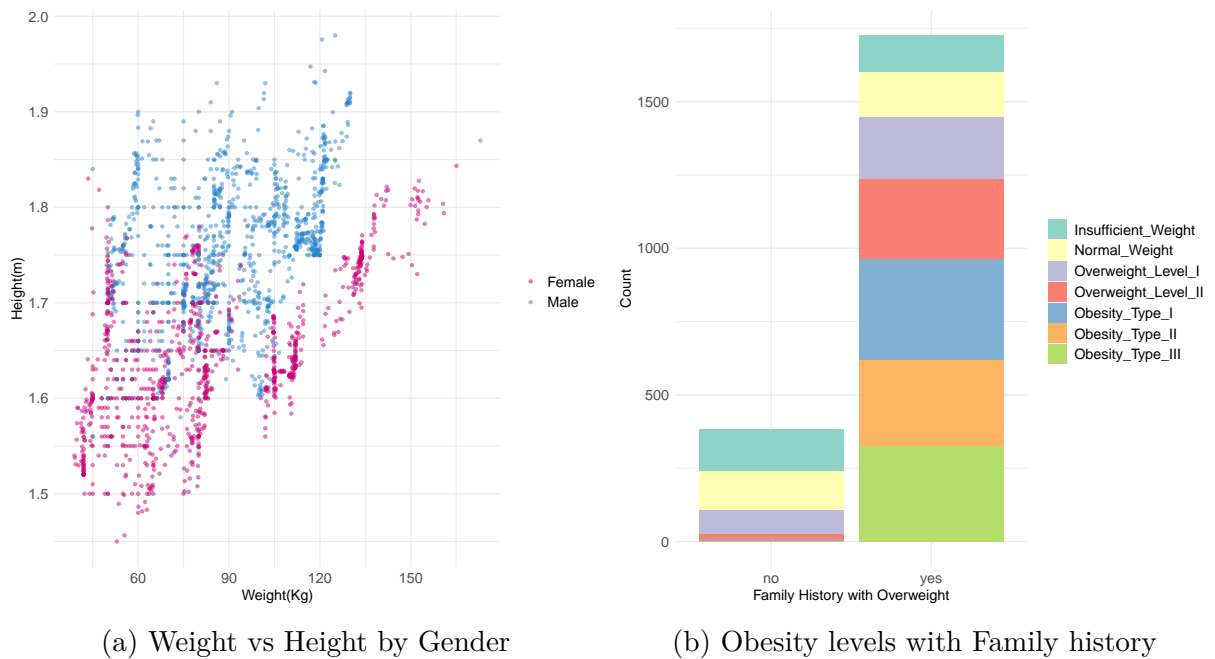 2.0
1.9
1.8
1.7
1.6
1.5
Height(m)
60 90 120 150
Weight(Kg)
Female
Male
(a) Weight vs Height by Gender
1500
1000
500
0
Count
no yes
Family History with Overweight
Insufficient_Weight
Normal_Weight
Overweight_Level_I
Overweight_Level_II
Obesity_Type_I
Obesity_Type_II
Obesity_Type_III
(b) Obesity levels with Family history